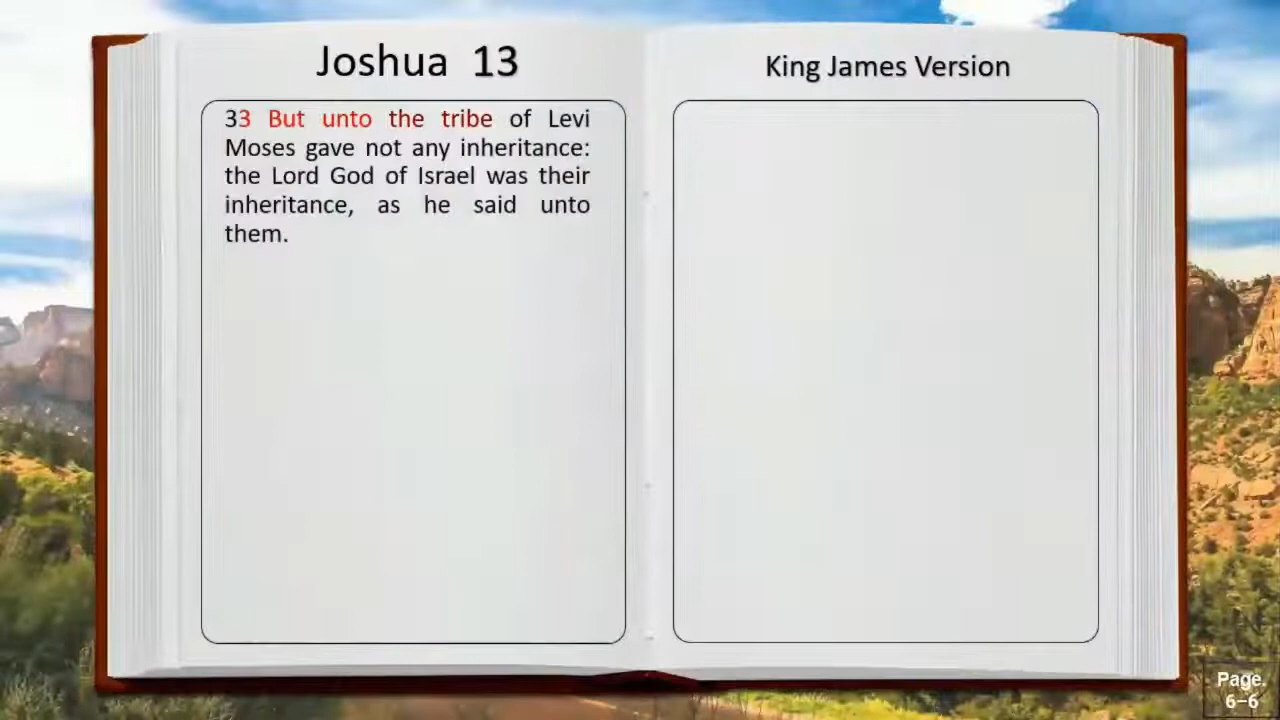 Joshua 13
33 But unto the tribe of Levi
Moses gave not any inheritance:
the Lord God of Israel was their
inheritance, as he said unto
them.
King James Version
Page.
6-6